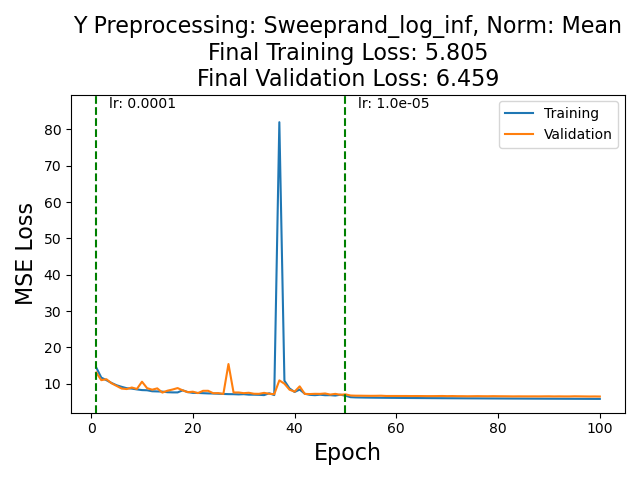 Y Preprocessing: Sweeprand_log_inf, Norm: Mean
Final Training Loss: 5.805
Final Validation Loss: 6.459
lr: 0.0001
lr: 1.0e-05
Training
Validation
80
70
60
50
40
30
20
10
MSE Loss
0
20
40
60
80
100
Epoch